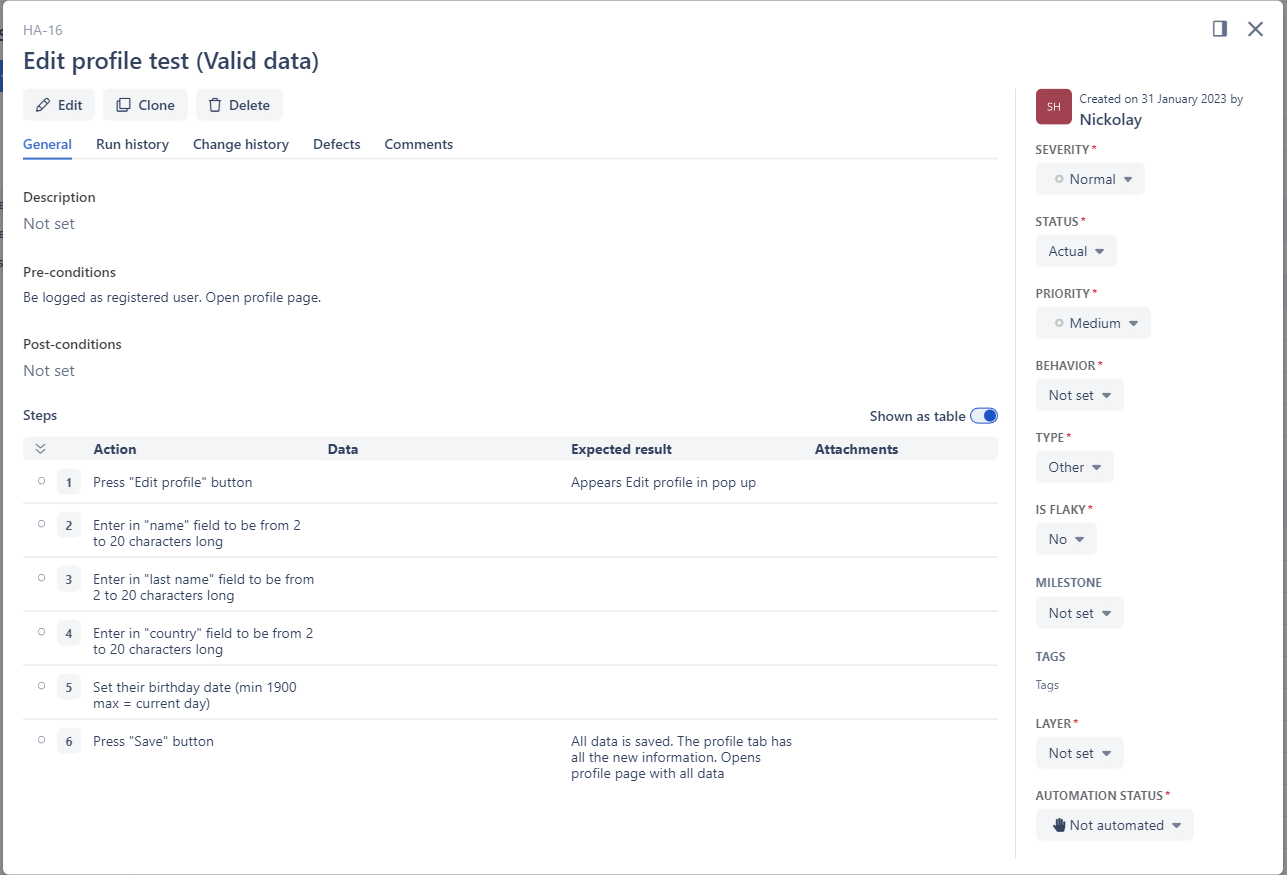 HA-16
Edit profile test (Valid data)
Edit
Clone
Delete
General
Run history
Change history
Defects
Comments
Description
Not set
Pre-conditions
Be logged as registered user. Open profile page.
Post-conditions
Not set
Steps
Shown as table
Action
Data
Expected result
Attachments
1
Press "Edit profile" button
Appears Edit profile in pop up
2
Enter in "name" field to be from 2
to 20 characters long
3
Enter in "last name" field to be from
2 to 20 characters long
4
Enter in "country" field to be from 2
to 20 characters long
5
Set their birthday date (min 1900
max = current day)
6
Press "Save" button
All data is saved. The profile tab has
all the new information. Opens
profile page with all data
SH
Created on 31 January 2023 by
Nickolay
SEVERITY*
Normal
STATUS*
Actual
PRIORITY*
Medium
BEHAVIOR*
Not set
TYPE*
Other
IS FLAKY*
No
MILESTONE
Not set
TAGS
Tags
LAYER*
Not set
AUTOMATION STATUS*
Not automated